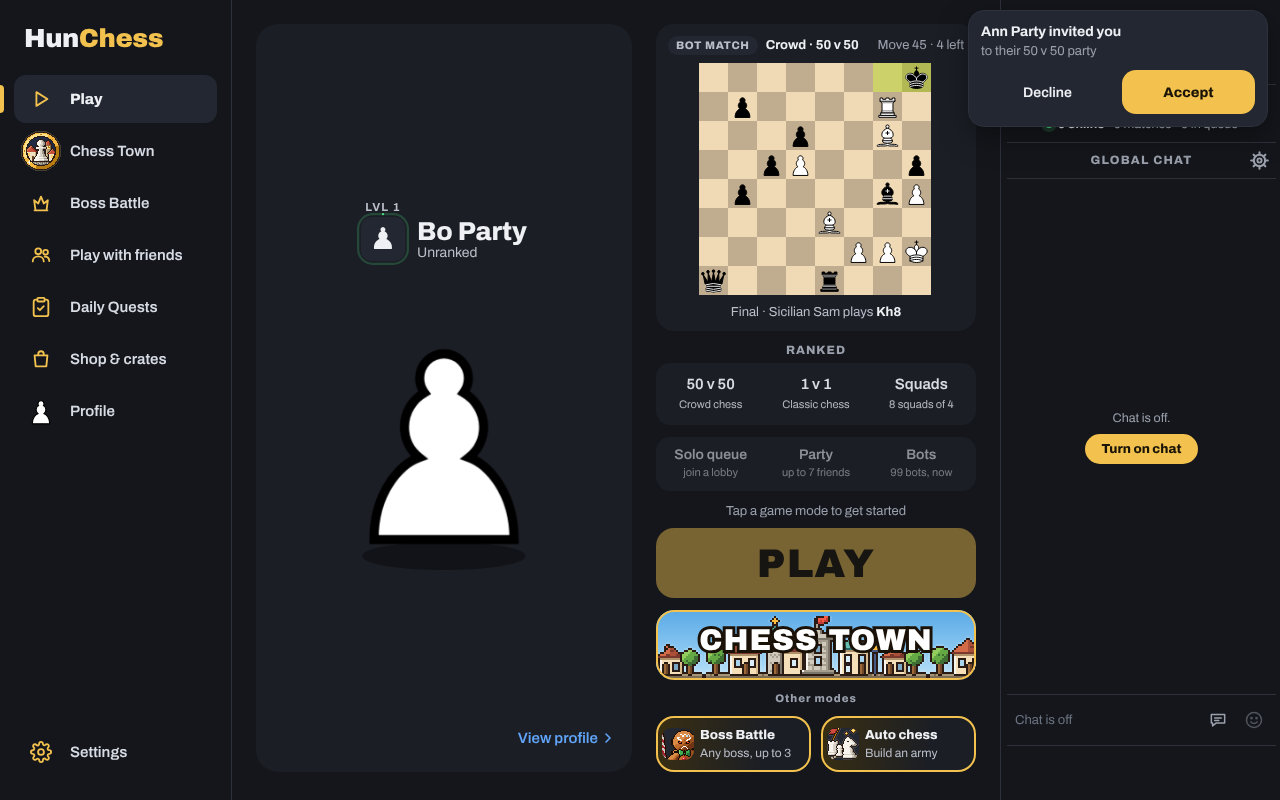 HunChess
Play
Chess Town
Boss Battle
Play with friends
Daily Quests
Shop & crates
Profile
Settings
LVL 1
Bo Party
Unranked
View profile
BOT MATCH Crowd · 50 v 50 Move 45 · 4 left
Final · Sicilian Sam plays Kh8
RANKED
50 v 50
Crowd chess
1 v 1
Classic chess
Squads
8 squads of 4
Solo queue
join a lobby
Party
up to 7 friends
Bots
99 bots, now
Tap a game mode to get started
PLAY
CHESS TOWN
Other modes
Boss Battle
Any boss, up to 3
Auto chess
Build an army
Ann Party invited you
to their 50 v 50 party
Decline
Accept
GLOBAL CHAT
Chat is off.
Turn on chat
Chat is off